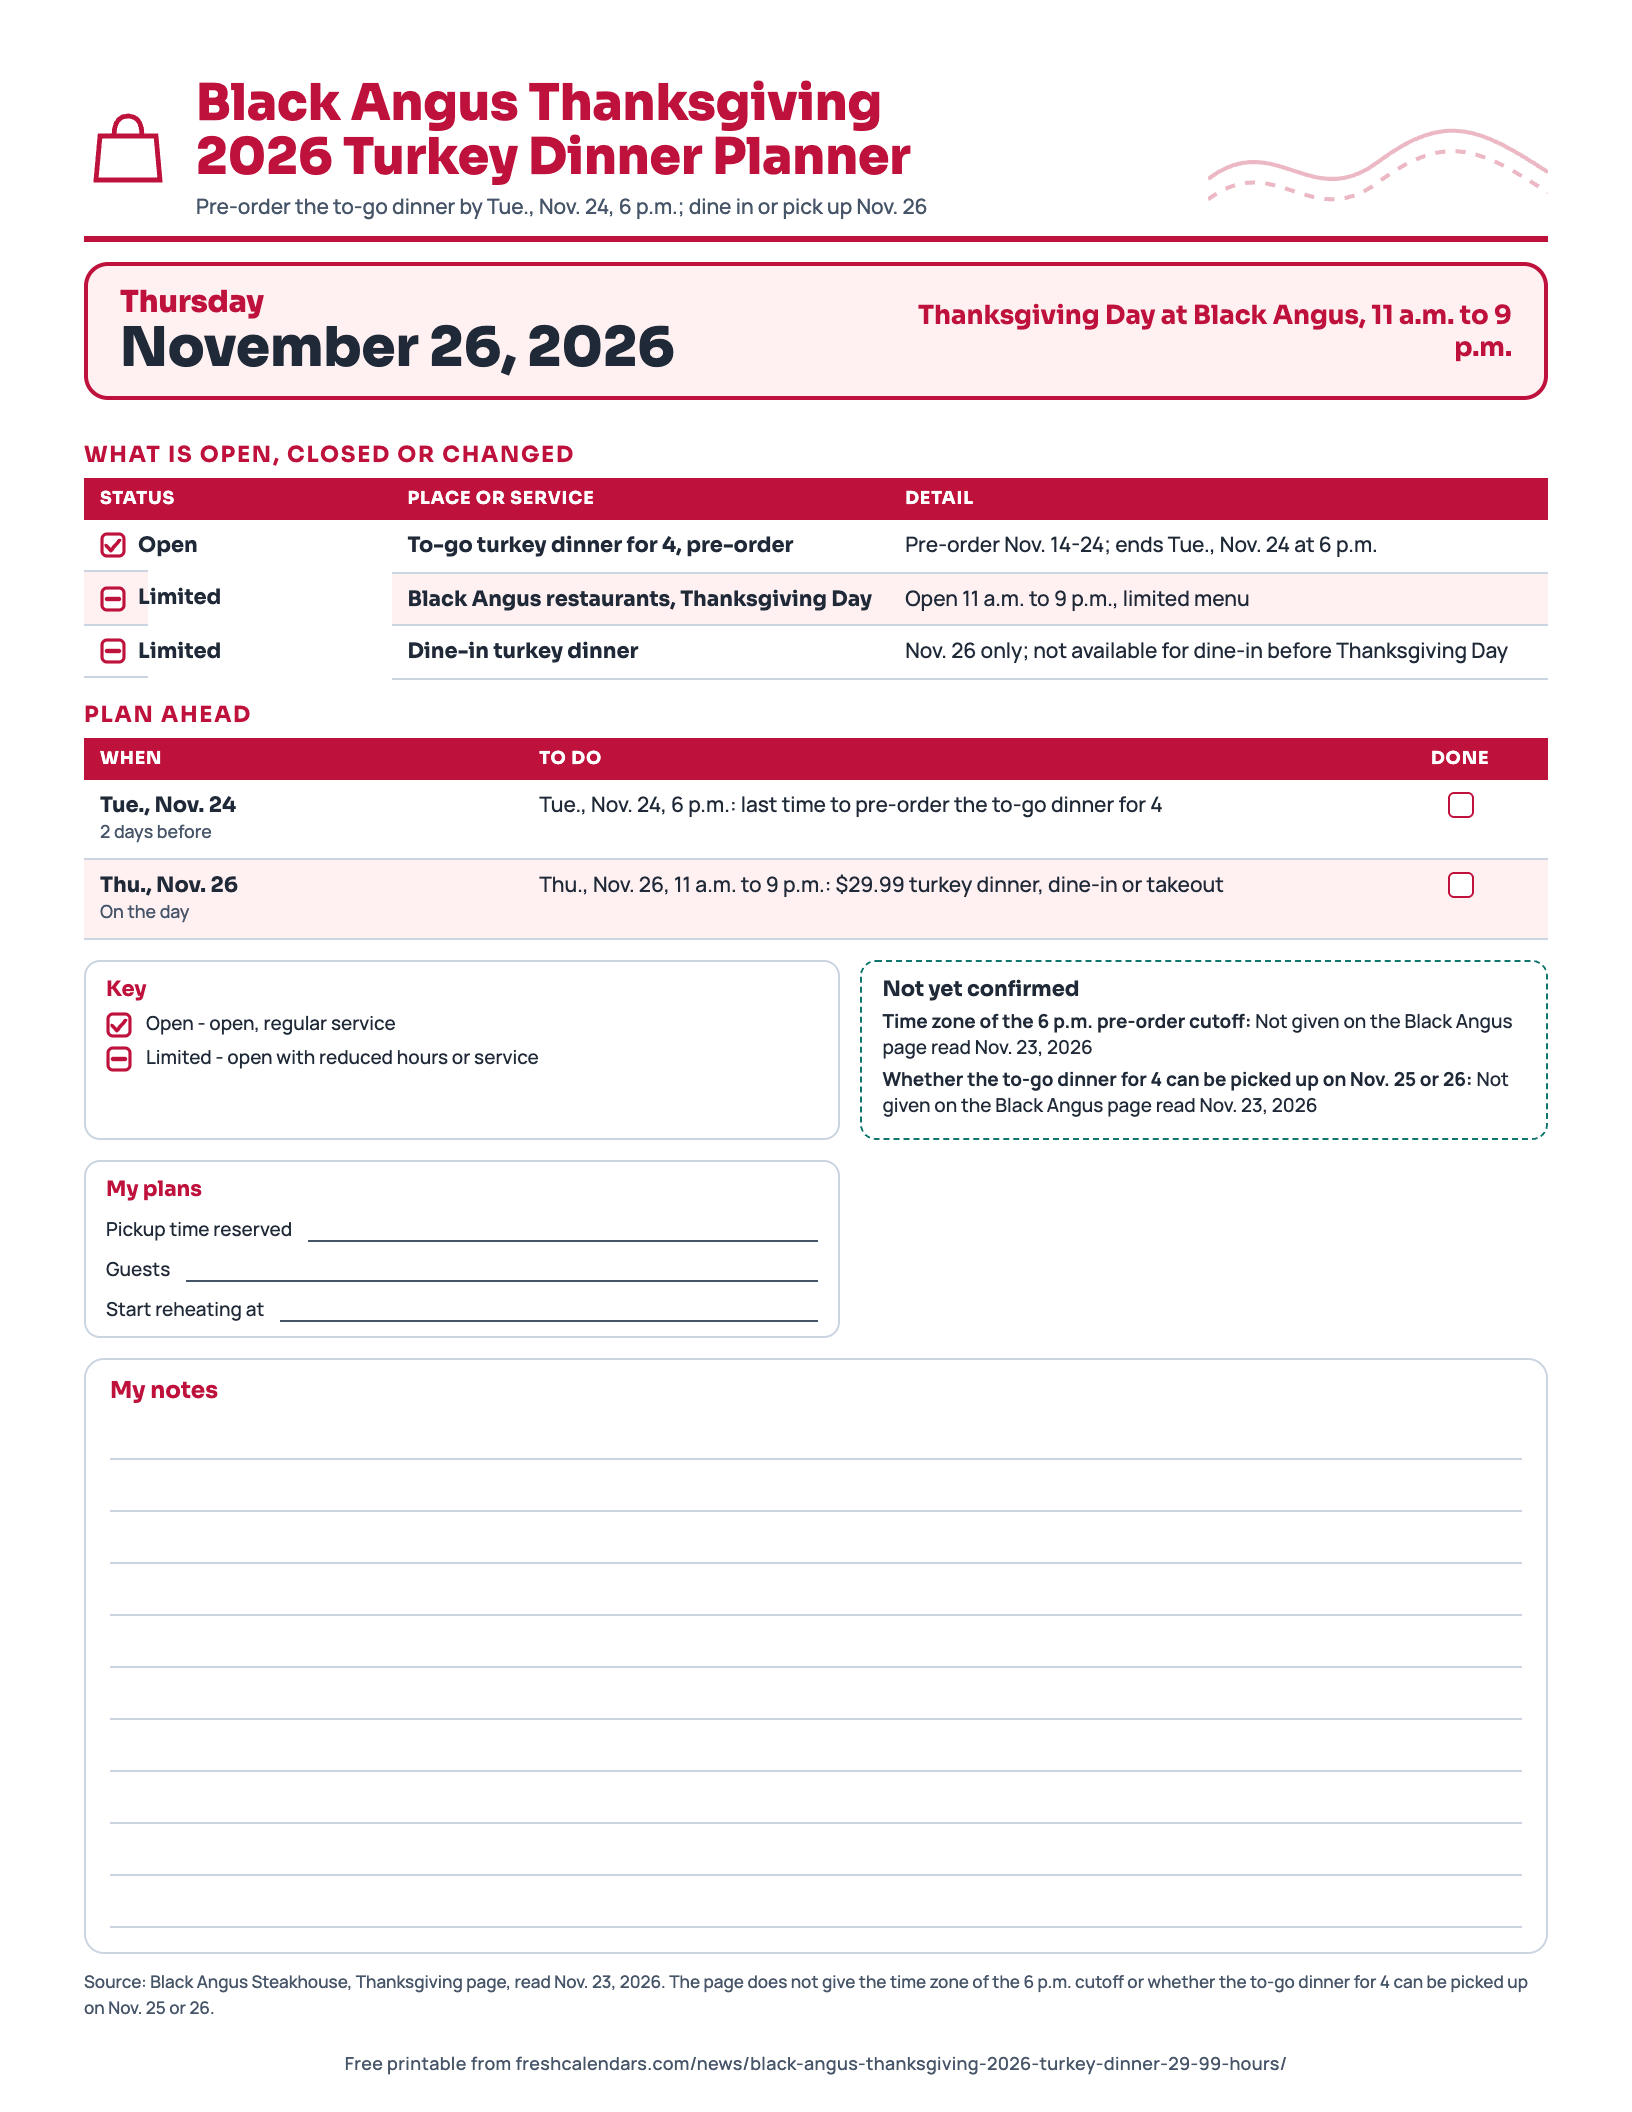 Black Angus Thanksgiving
2026 Turkey Dinner Planner
Pre-order the to-go dinner by Tue., Nov. 24, 6 p.m.; dine in or pick up Nov. 26
Thursday
November 26, 2026
Thanksgiving Day at Black Angus, 11 a.m. to 9
p.m.
WHAT IS OPEN, CLOSED OR CHANGED
STATUS PLACE OR SERVICE DETAIL
Open To-go turkey dinner for 4, pre-order Pre-order Nov. 14-24; ends Tue., Nov. 24 at 6 p.m.
Limited Black Angus restaurants, Thanksgiving Day Open 11 a.m. to 9 p.m., limited menu
Limited Dine-in turkey dinner Nov. 26 only; not available for dine-in before Thanksgiving Day
PLAN AHEAD
WHEN TO DO DONE
Tue., Nov. 24 Tue., Nov. 24, 6 p.m.: last time to pre-order the to-go dinner for 4
2 days before
Thu., Nov. 26 Thu., Nov. 26, 11 a.m. to 9 p.m.: $29.99 turkey dinner, dine-in or takeout
On the day
Key
Open - open, regular service
Limited - open with reduced hours or service
Not yet confirmed
Time zone of the 6 p.m. pre-order cutoff: Not given on the Black Angus
page read Nov. 23, 2026
Whether the to-go dinner for 4 can be picked up on Nov. 25 or 26: Not
given on the Black Angus page read Nov. 23, 2026
My plans
Pickup time reserved
Guests
Start reheating at
My notes
Source: Black Angus Steakhouse, Thanksgiving page, read Nov. 23, 2026. The page does not give the time zone of the 6 p.m. cutoff or whether the to-go dinner for 4 can be picked up
on Nov. 25 or 26.
Free printable from freshcalendars.com/news/black-angus-thanksgiving-2026-turkey-dinner-29-99-hours/